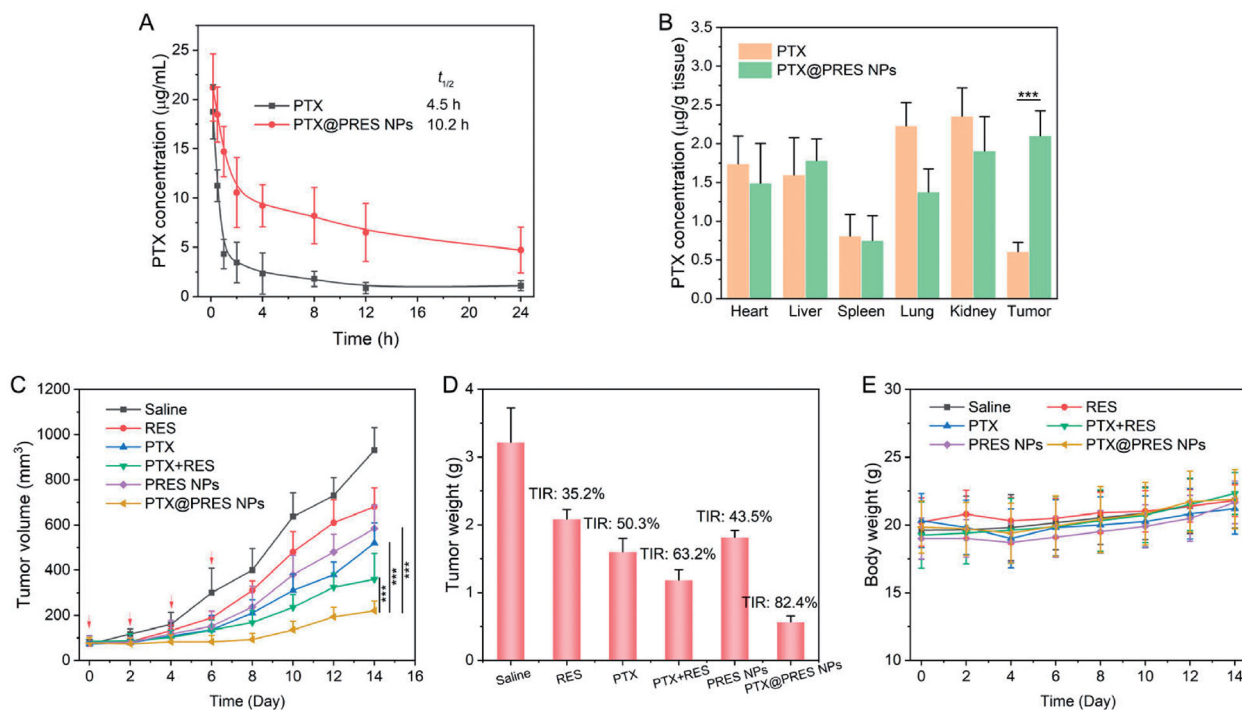 A
PTX concentration (μg/mL)
25
20
15
10
5
0
t1/2
PTX 4.5 h
PTX@PRES NPs 10.2 h
0 4 8 12 16 20 24
Time (h)
B
PTX concentration (μg/g tissue)
3.5
3.0
2.5
2.0
1.5
1.0
0.5
0.0
PTX
PTX@PRES NPs
***
Heart Liver Spleen Lung Kidney Tumor
C
Tumor volume (mm3)
1200
1000
800
600
400
200
0
Saline
RES
PTX
PTX+RES
PRES NPs
PTX@PRES NPs
***
***
***
0 2 4 6 8 10 12 14 16
Time (Day)
D
Tumor weight (g)
4
3
2
1
0
TIR: 35.2%
TIR: 50.3%
TIR: 63.2%
TIR: 43.5%
TIR: 82.4%
Saline RES PTX PTX+RES PRES NPs PTX@PRES NPs
E
Body weight (g)
30
25
20
15
10
Saline RES
PTX PTX+RES
PRES NPs PTX@PRES NPs
0 2 4 6 8 10 12 14
Time (Day)